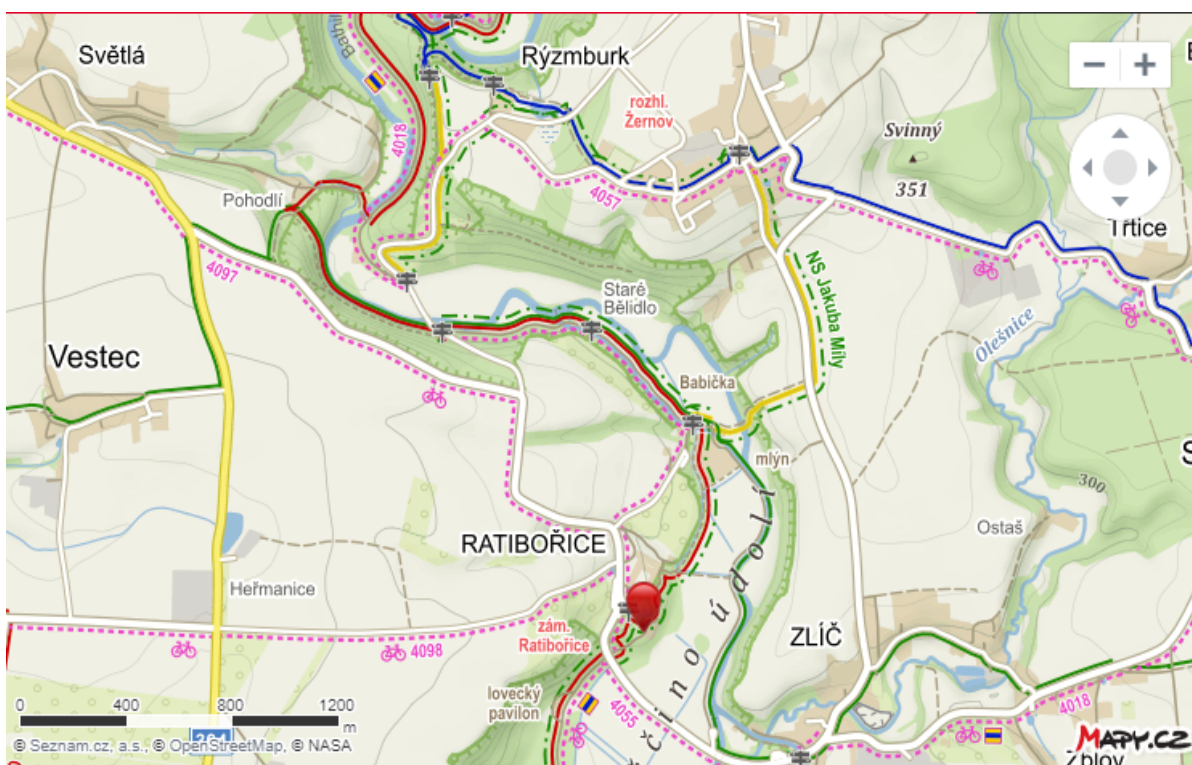 Světlá
Rýzmburk
rozhl.
Žernov
Svinný
351
4018
4057
Pohodlí
Trtice
4097
NS Jakuba Míly
Staré
Bělidlo
Olešnice
Vestec
Babička
mlýn
300
Ostaš
RATIBOŘICE
Heřmanice
zám.
Ratibořice
ZLÍČ
4098
lovecký
pavilon
4055
4018
č i n o ú d o l í
0 400 800 1200
m
© Seznam.cz, a.s., © OpenStreetMap, © NASA
MAPY.CZ